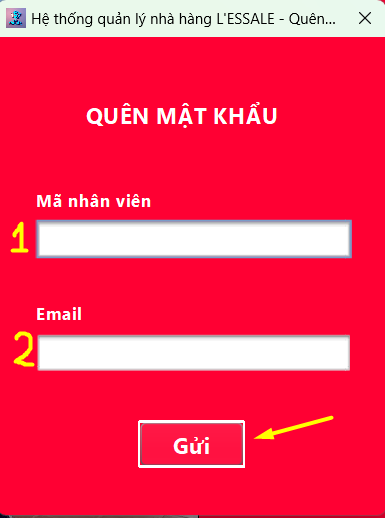 Hệ thống quản lý nhà hàng L'ESSALE - Quên...
QUÊN MẬT KHẨU
Mã nhân viên
1
Email
2
Gửi